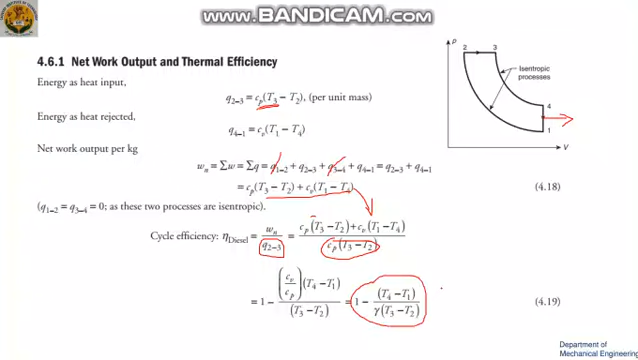 WWW.BANDICAM.COM
4.6.1 Net Work Output and Thermal Efficiency
Energy as heat input,
q₂₋₃ = cₚ(T₃ − T₂), (per unit mass)
Energy as heat rejected,
q₄₋₁ = cᵥ(T₁ − T₄)
Net work output per kg
wₙ = Σw = Σq = q₁₋₂ + q₂₋₃ + q₃₋₄ + q₄₋₁ = q₂₋₃ + q₄₋₁
= cₚ(T₃ − T₂) + cᵥ(T₁ − T₄) (4.18)
(q₁₋₂ = q₃₋₄ = 0; as these two processes are isentropic).
Cycle efficiency: η_Diesel = wₙ / q₂₋₃ = [cₚ(T₃ − T₂) + cᵥ(T₁ − T₄)] / [cₚ(T₃ − T₂)]
= 1 − [(cᵥ / cₚ)(T₄ − T₁)] / (T₃ − T₂) = 1 − (T₄ − T₁) / γ(T₃ − T₂) (4.19)
P
2 3
Isentropic
processes
4
1
V
Department of
Mechanical Engineering